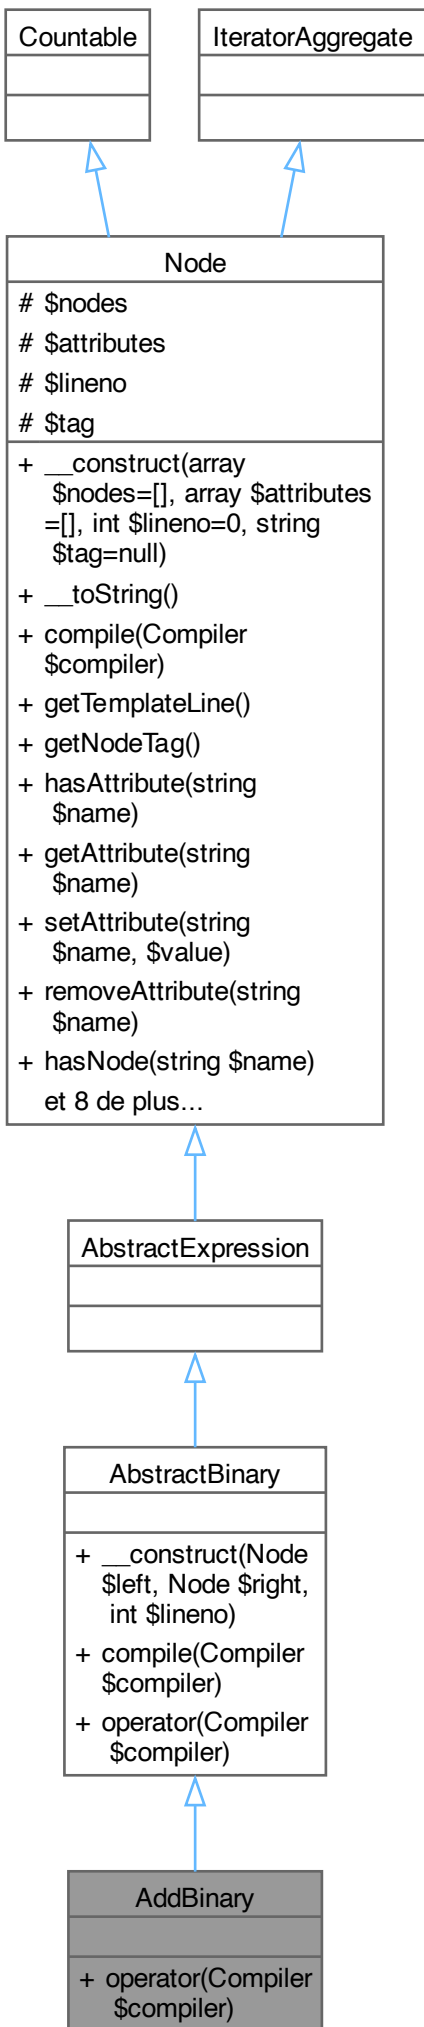 Countable
IteratorAggregate
Node
# $nodes
# $attributes
# $lineno
# $tag
+ __construct(array
$nodes=[], array $attributes
=[], int $lineno=0, string
$tag=null)
+ __toString()
+ compile(Compiler
$compiler)
+ getTemplateLine()
+ getNodeTag()
+ hasAttribute(string
$name)
+ getAttribute(string
$name)
+ setAttribute(string
$name, $value)
+ removeAttribute(string
$name)
+ hasNode(string $name)
et 8 de plus...
AbstractExpression
AbstractBinary
+ __construct(Node
$left, Node $right,
int $lineno)
+ compile(Compiler
$compiler)
+ operator(Compiler
$compiler)
AddBinary
+ operator(Compiler
$compiler)